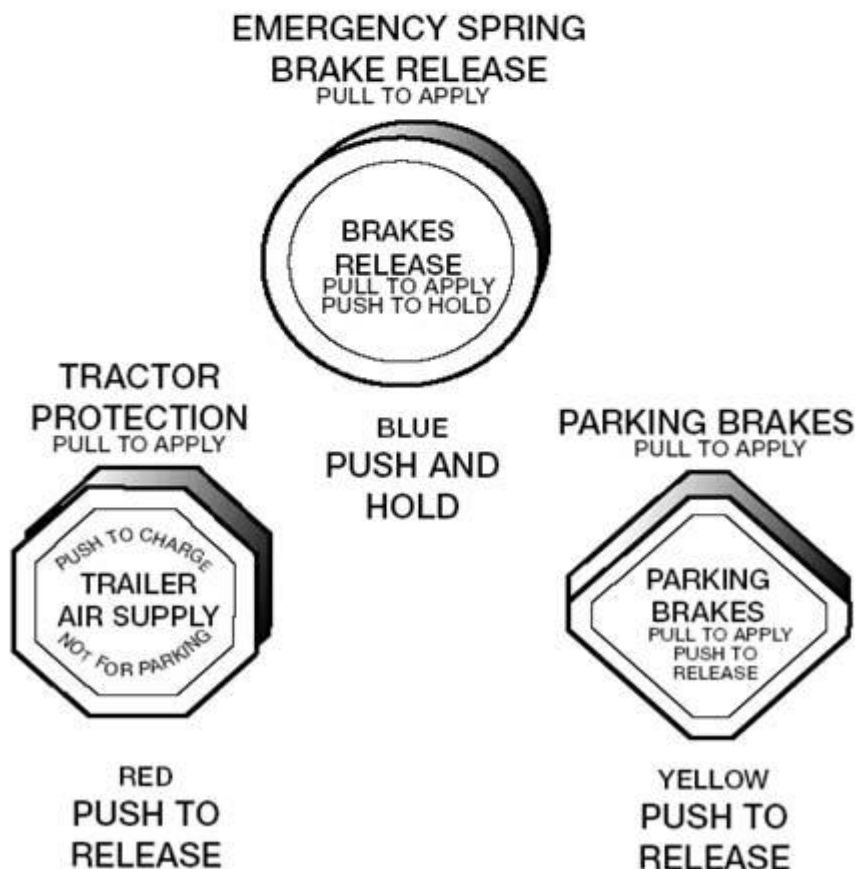 EMERGENCY SPRING
BRAKE RELEASE
PULL TO APPLY
BRAKES
RELEASE
PULL TO APPLY
PUSH TO HOLD
BLUE
PUSH AND
HOLD
TRACTOR
PROTECTION
PULL TO APPLY
PUSH TO CHARGE
TRAILER
AIR SUPPLY
NOT FOR PARKING
RED
PUSH TO
RELEASE
PARKING BRAKES
PULL TO APPLY
PARKING
BRAKES
PULL TO APPLY
PUSH TO
RELEASE
YELLOW
PUSH TO
RELEASE